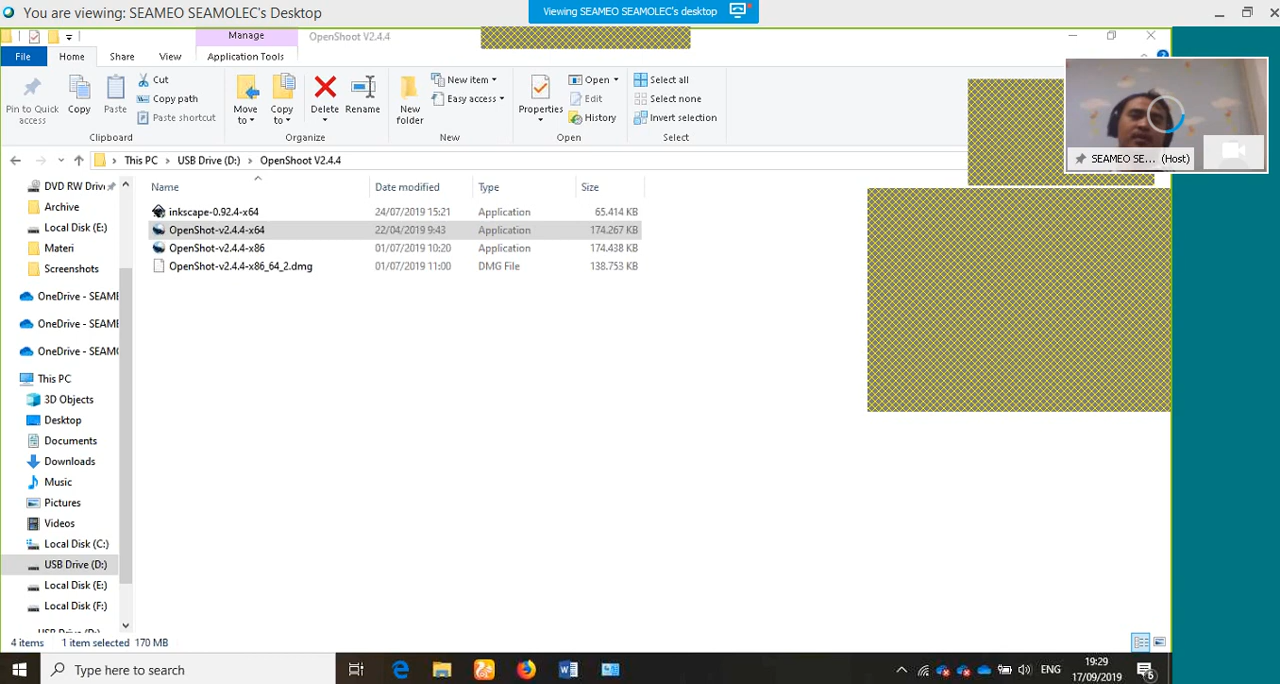 You are viewing: SEAMEO SEAMOLEC's Desktop
Viewing SEAMEO SEAMOLEC's desktop
Manage
OpenShoot V2.4.4
File
Home
Share
View
Application Tools
Pin to Quick access
Copy
Paste
Cut
Copy path
Paste shortcut
Clipboard
Move to
Copy to
Delete
Rename
Organize
New folder
New item
Easy access
New
Properties
Open
Edit
History
Open
Select all
Select none
Invert selection
Select
SEAMEO SE... (Host)
This PC
USB Drive (D:)
OpenShoot V2.4.4
Name
Date modified
Type
Size
inkscape-0.92.4-x64 24/07/2019 15:21 Application 65.414 KB
OpenShot-v2.4.4-x64 22/04/2019 9:43 Application 174.267 KB
OpenShot-v2.4.4-x86 01/07/2019 10:20 Application 174.438 KB
OpenShot-v2.4.4-x86_64_2.dmg 01/07/2019 11:00 DMG File 138.753 KB
DVD RW Driv
Archive
Local Disk (E:)
Materi
Screenshots
OneDrive - SEAME
OneDrive - SEAME
OneDrive - SEAMO
This PC
3D Objects
Desktop
Documents
Downloads
Music
Pictures
Videos
Local Disk (C:)
USB Drive (D:)
Local Disk (E:)
Local Disk (F:)
4 items
1 item selected 170 MB
Type here to search
ENG
19:29
17/09/2019
6